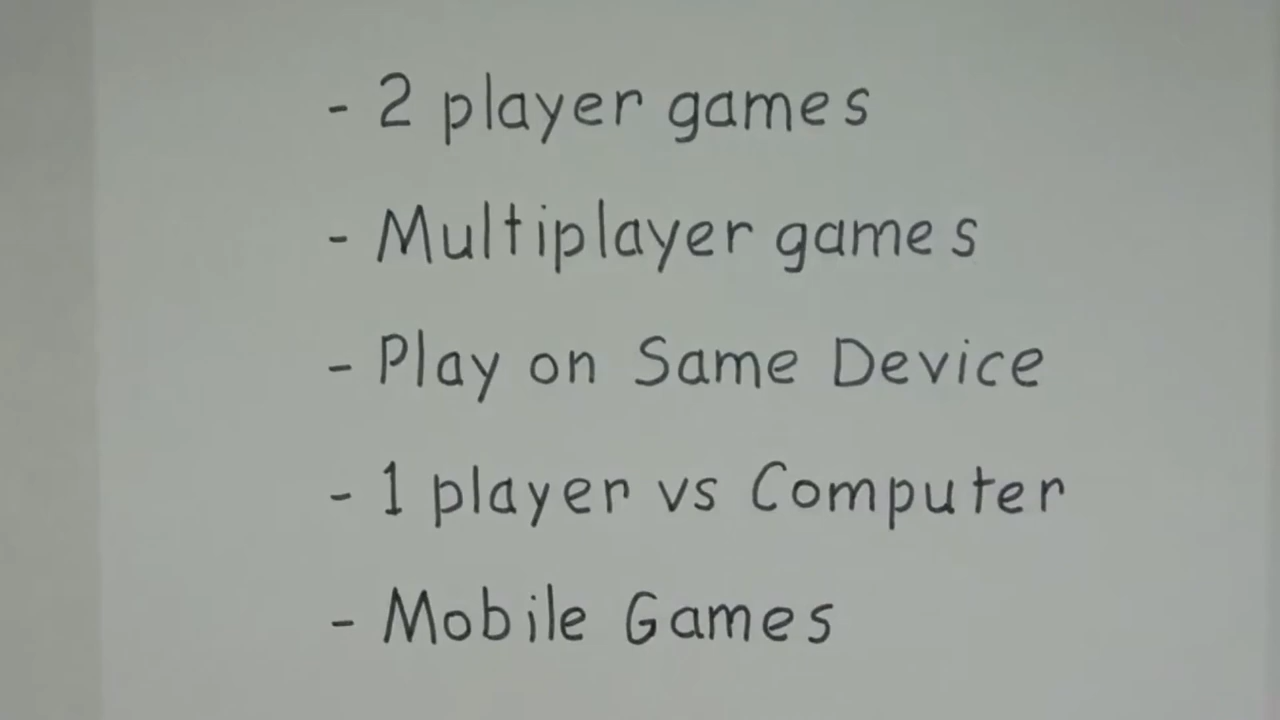 - 2 player games
- Multiplayer games
- Play on Same Device
- 1 player vs Computer
- Mobile Games